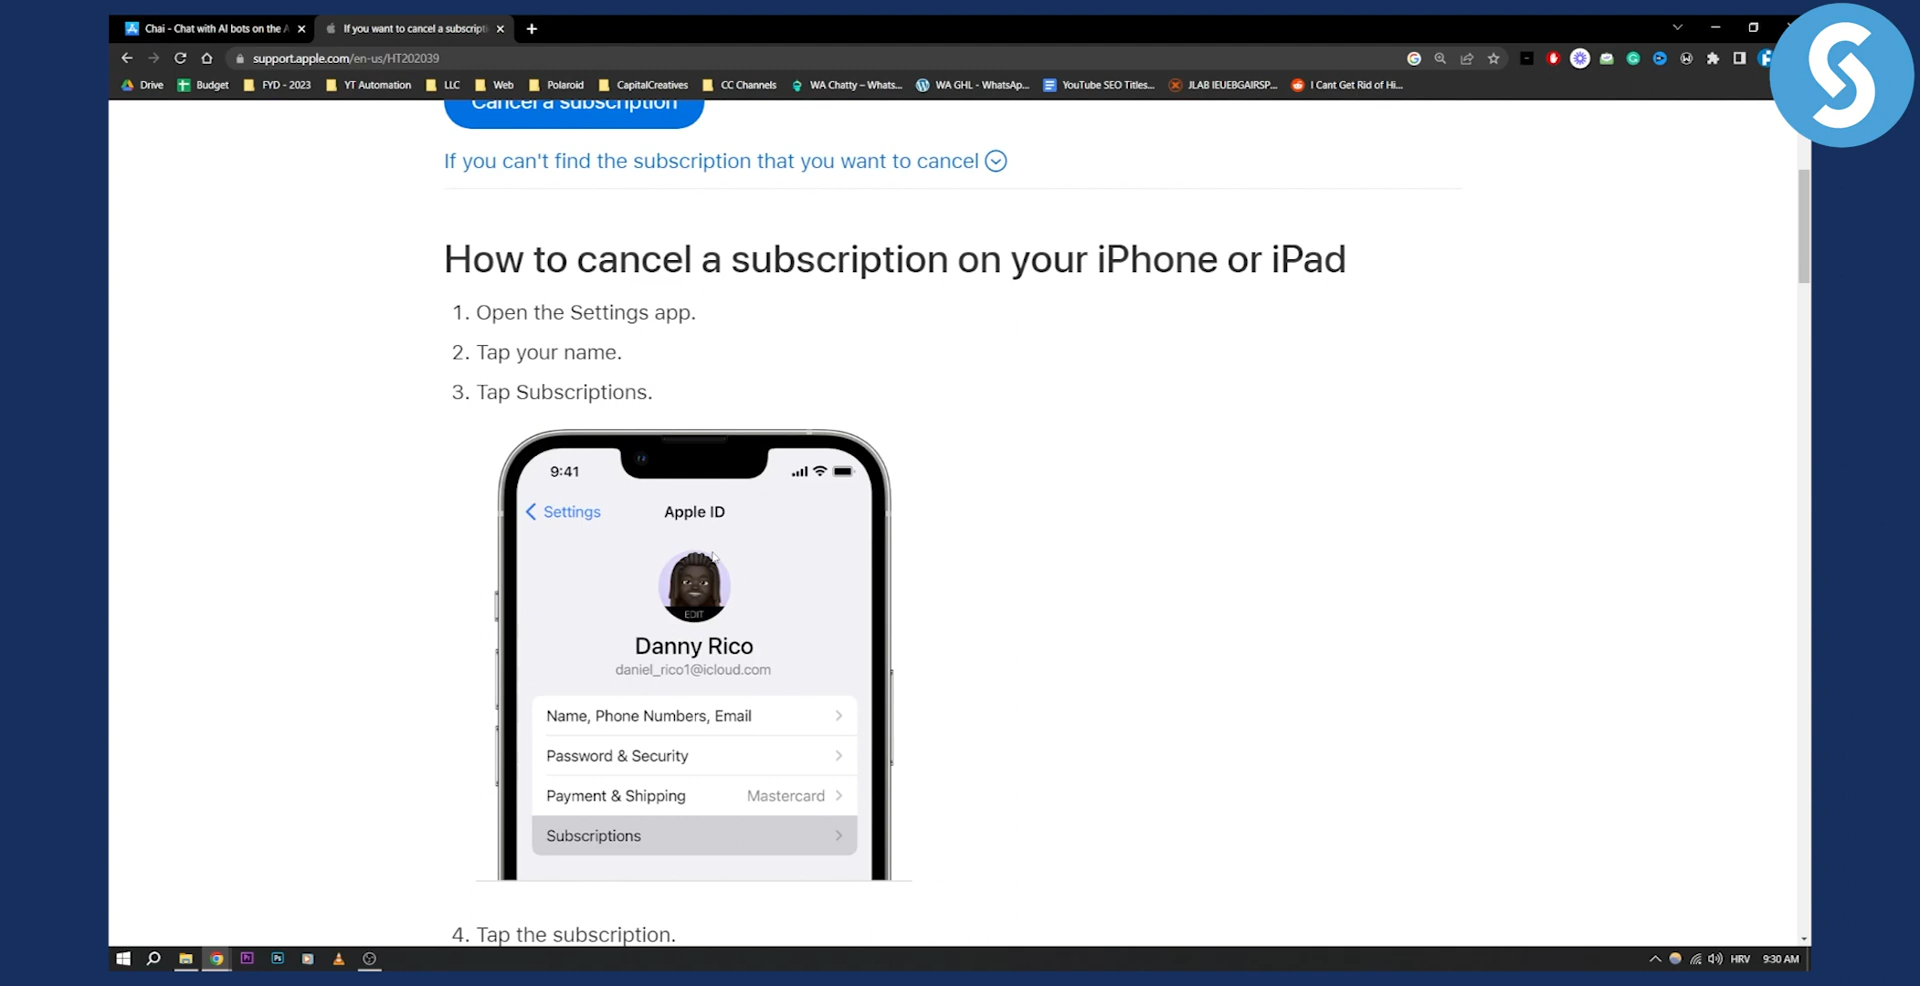 Chai - Chat with AI bots on the A
If you want to cancel a subscripti
support.apple.com/en-us/HT202039
Drive
Budget
FYD - 2023
YT Automation
LLC
Web
Polaroid
CapitalCreatives
CC Channels
WA Chatty – Whats...
WA GHL - WhatsAp...
YouTube SEO Titles...
JLAB IEUEBGAIRSP...
I Cant Get Rid of Hi...
Cancel a subscription
If you can't find the subscription that you want to cancel
How to cancel a subscription on your iPhone or iPad
1. Open the Settings app.
2. Tap your name.
3. Tap Subscriptions.
9:41
Settings
Apple ID
EDIT
Danny Rico
daniel_rico1@icloud.com
Name, Phone Numbers, Email
Password & Security
Payment & Shipping Mastercard
Subscriptions
4. Tap the subscription.
Pr
Ps
HRV
9:30 AM
S